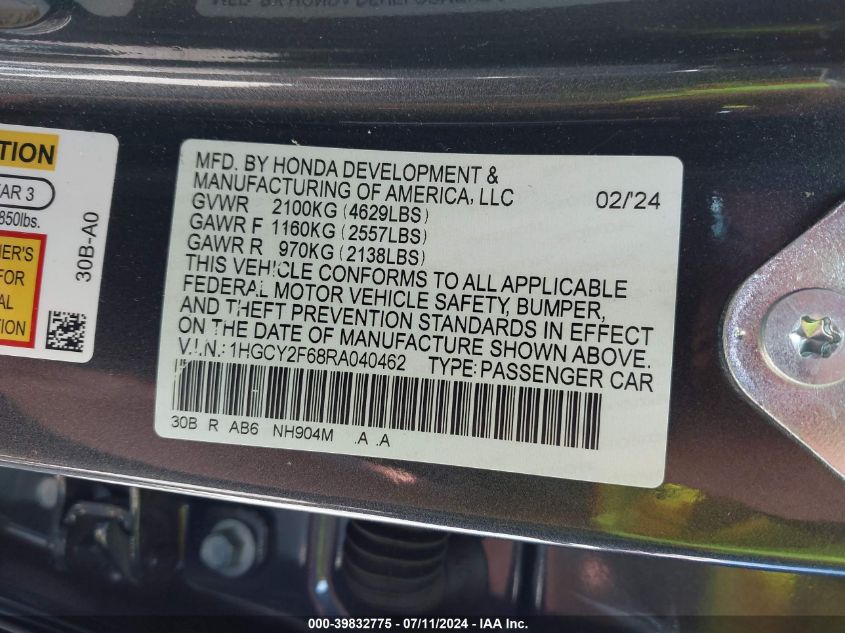 MFD. BY HONDA DEVELOPMENT &
MANUFACTURING OF AMERICA, LLC 02/'24
GVWR 2100KG (4629LBS)
GAWR F 1160KG (2557LBS)
GAWR R 970KG (2138LBS)
THIS VEHICLE CONFORMS TO ALL APPLICABLE
FEDERAL MOTOR VEHICLE SAFETY, BUMPER,
AND THEFT PREVENTION STANDARDS IN EFFECT
ON THE DATE OF MANUFACTURE SHOWN ABOVE.
V.I.N.: 1HGCY2F68RA040462 TYPE: PASSENGER CAR
30B R AB6 NH904M .A .A
TION
AR 3
850lbs.
ER'S
FOR
AL
TION
30B-A0
000-39832775 - 07/11/2024 - IAA Inc.